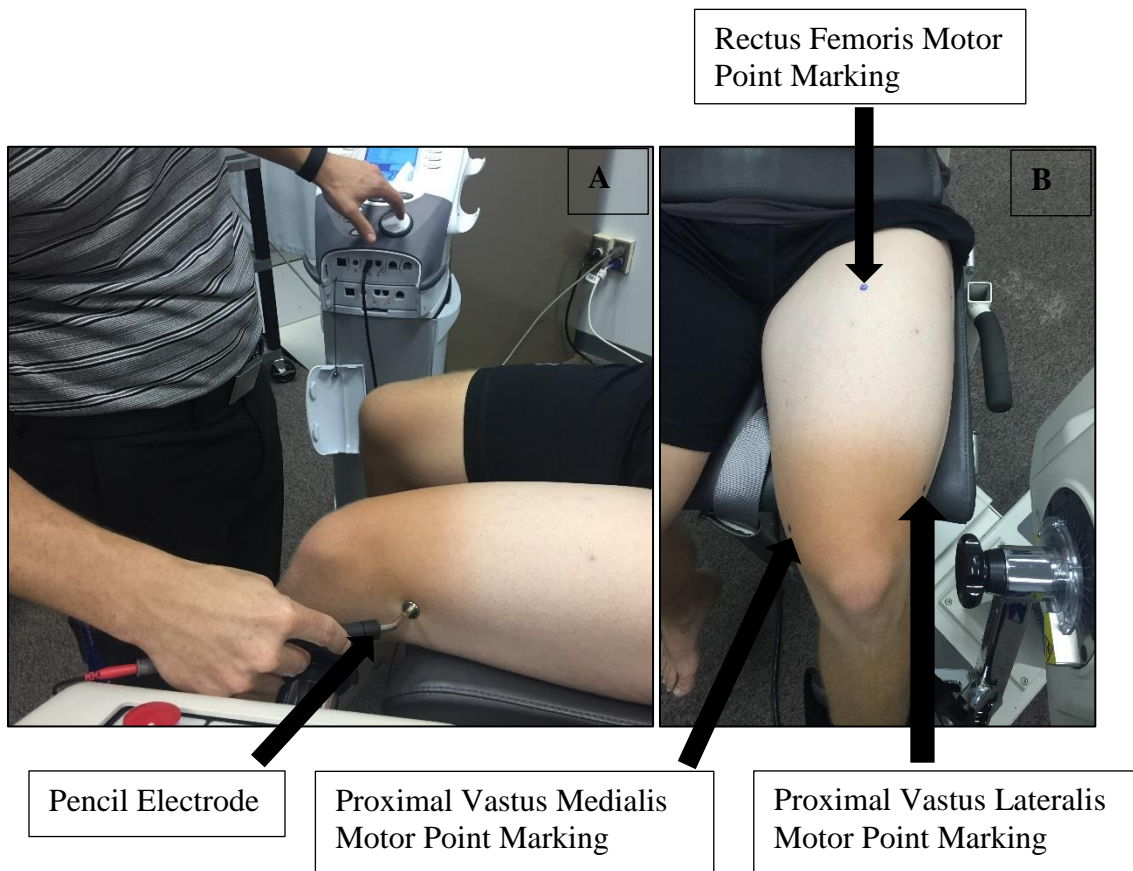 Rectus Femoris Motor
Point Marking
A
B
Pencil Electrode
Proximal Vastus Medialis
Motor Point Marking
Proximal Vastus Lateralis
Motor Point Marking